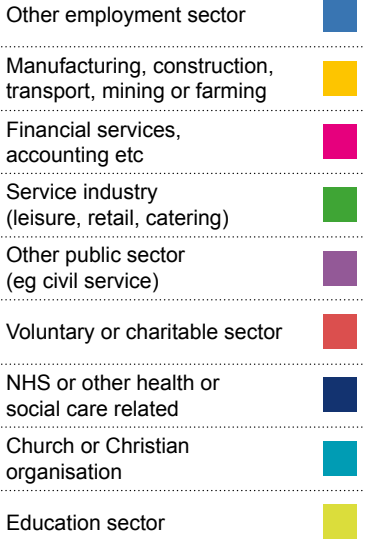 Other employment sector
Manufacturing, construction,
transport, mining or farming
Financial services,
accounting etc
Service industry
(leisure, retail, catering)
Other public sector
(eg civil service)
Voluntary or charitable sector
NHS or other health or
social care related
Church or Christian
organisation
Education sector